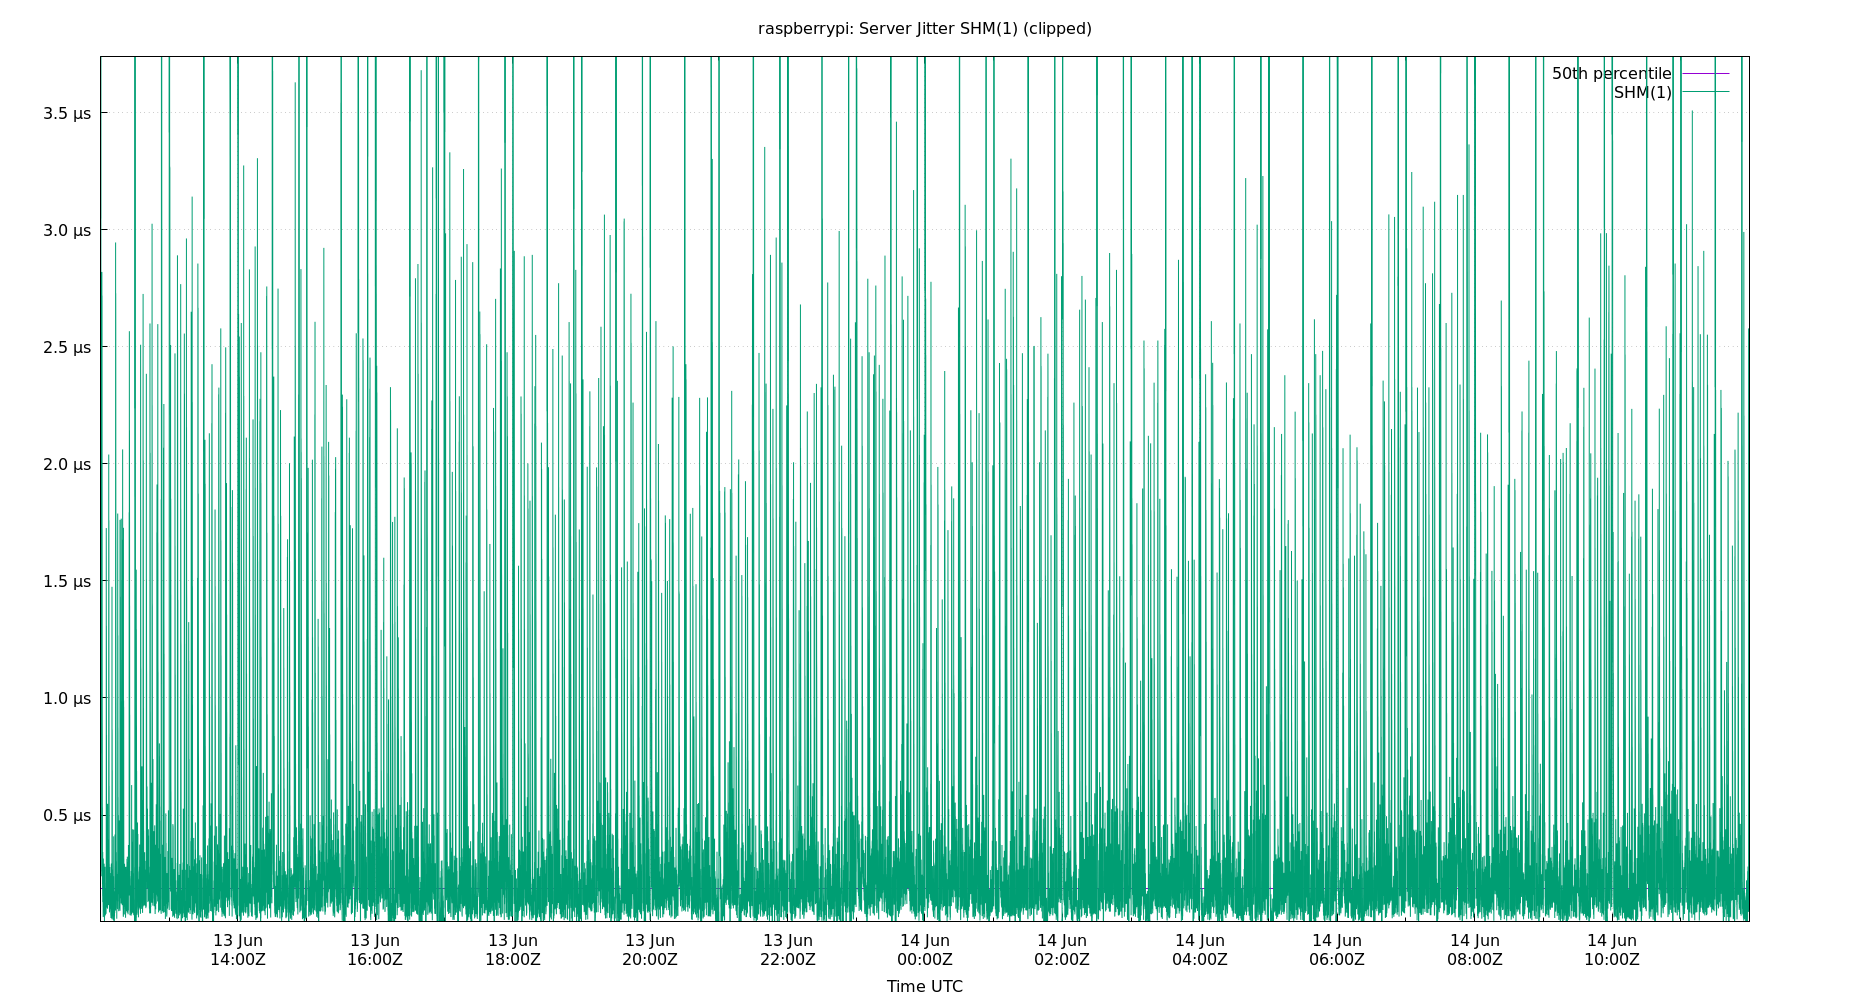 raspberrypi: Server Jitter SHM(1) (clipped)
50th percentile
SHM(1)
3.5 µs
3.0 µs
2.5 µs
2.0 µs
1.5 µs
1.0 µs
0.5 µs
13 Jun 13 Jun 13 Jun 13 Jun 13 Jun 14 Jun 14 Jun 14 Jun 14 Jun 14 Jun 14 Jun
14:00Z 16:00Z 18:00Z 20:00Z 22:00Z 00:00Z 02:00Z 04:00Z 06:00Z 08:00Z 10:00Z
Time UTC